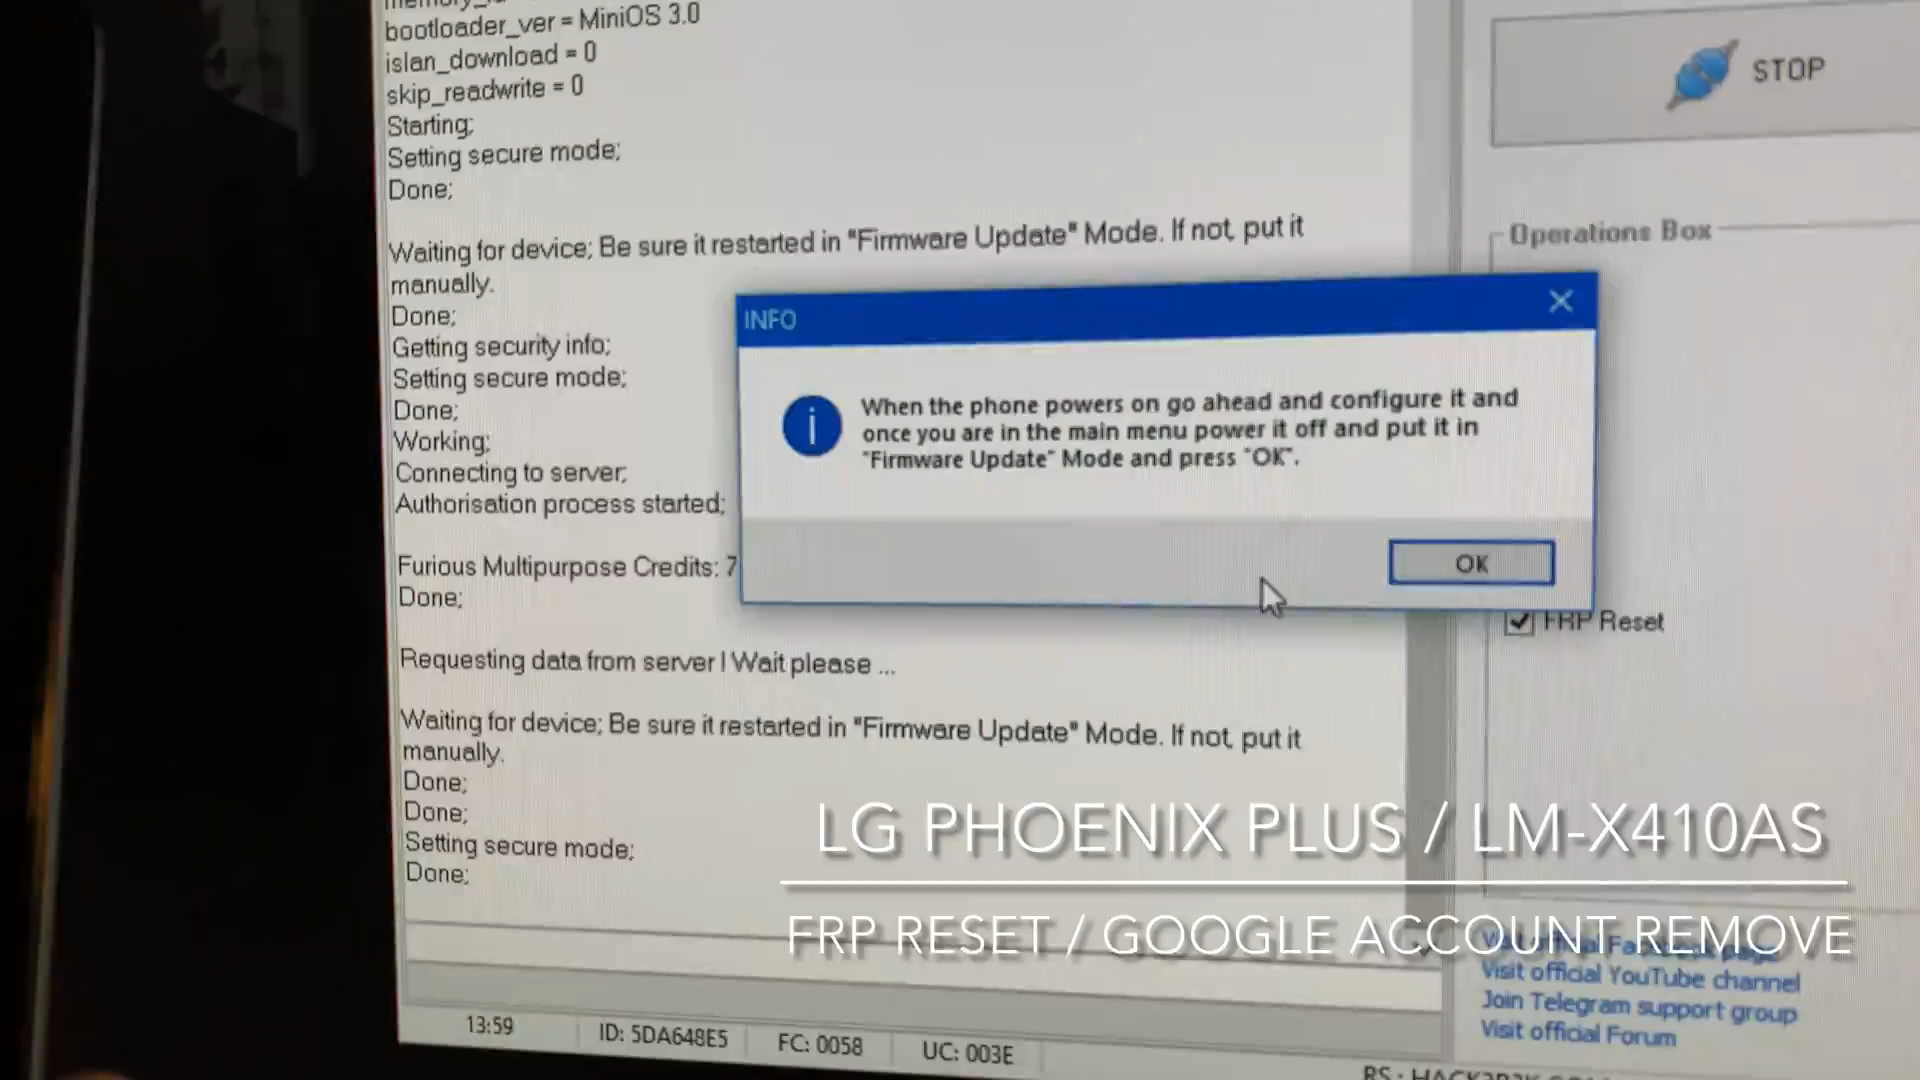 bootloader_ver = MiniOS 3.0
islan_download = 0
skip_readwrite = 0
Starting;
Setting secure mode;
Done;
Waiting for device; Be sure it restarted in "Firmware Update" Mode. If not, put it
manually.
Done;
Getting security info;
Setting secure mode;
Done;
Working;
Connecting to server;
Authorisation process started;
Furious Multipurpose Credits: 7
Done;
Requesting data from server ! Wait please ...
Waiting for device; Be sure it restarted in "Firmware Update" Mode. If not, put it
manually.
Done;
Done;
Setting secure mode;
Done;
13:59
ID: 5DA648E5
FC: 0058
UC: 003E
INFO
When the phone powers on go ahead and configure it and
once you are in the main menu power it off and put it in
"Firmware Update" Mode and press "OK".
OK
STOP
Operations Box
FRP Reset
LG PHOENIX PLUS / LM-X410AS
FRP RESET / GOOGLE ACCOUNT REMOVE
Visit official YouTube channel
Join Telegram support group
Visit official Forum